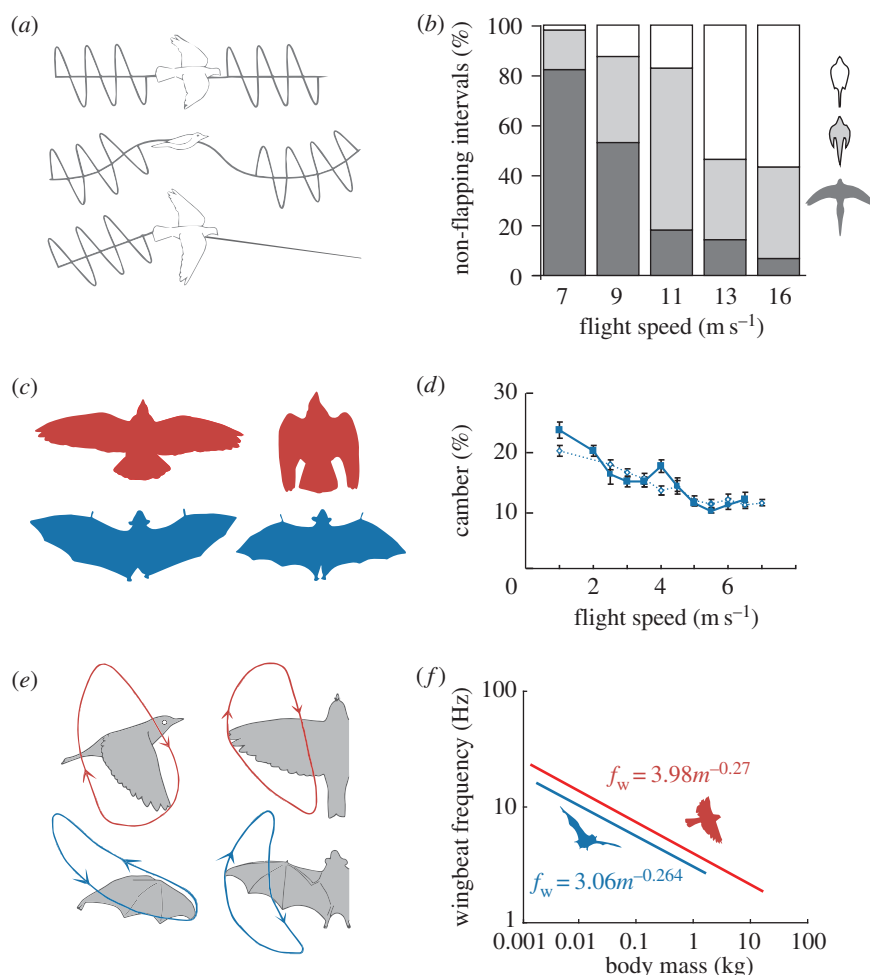 (a)
(b)
non-flapping intervals (%)
100
80
60
40
20
0
7 9 11 13 16
flight speed (m s⁻¹)
(c)
(d)
camber (%)
30
20
10
0 2 4 6
flight speed (m s⁻¹)
(e)
(f)
wingbeat frequency (Hz)
100
10
1
f_w = 3.98m^−0.27
f_w = 3.06m^−0.264
0.001 0.01 0.1 1 10 100
body mass (kg)